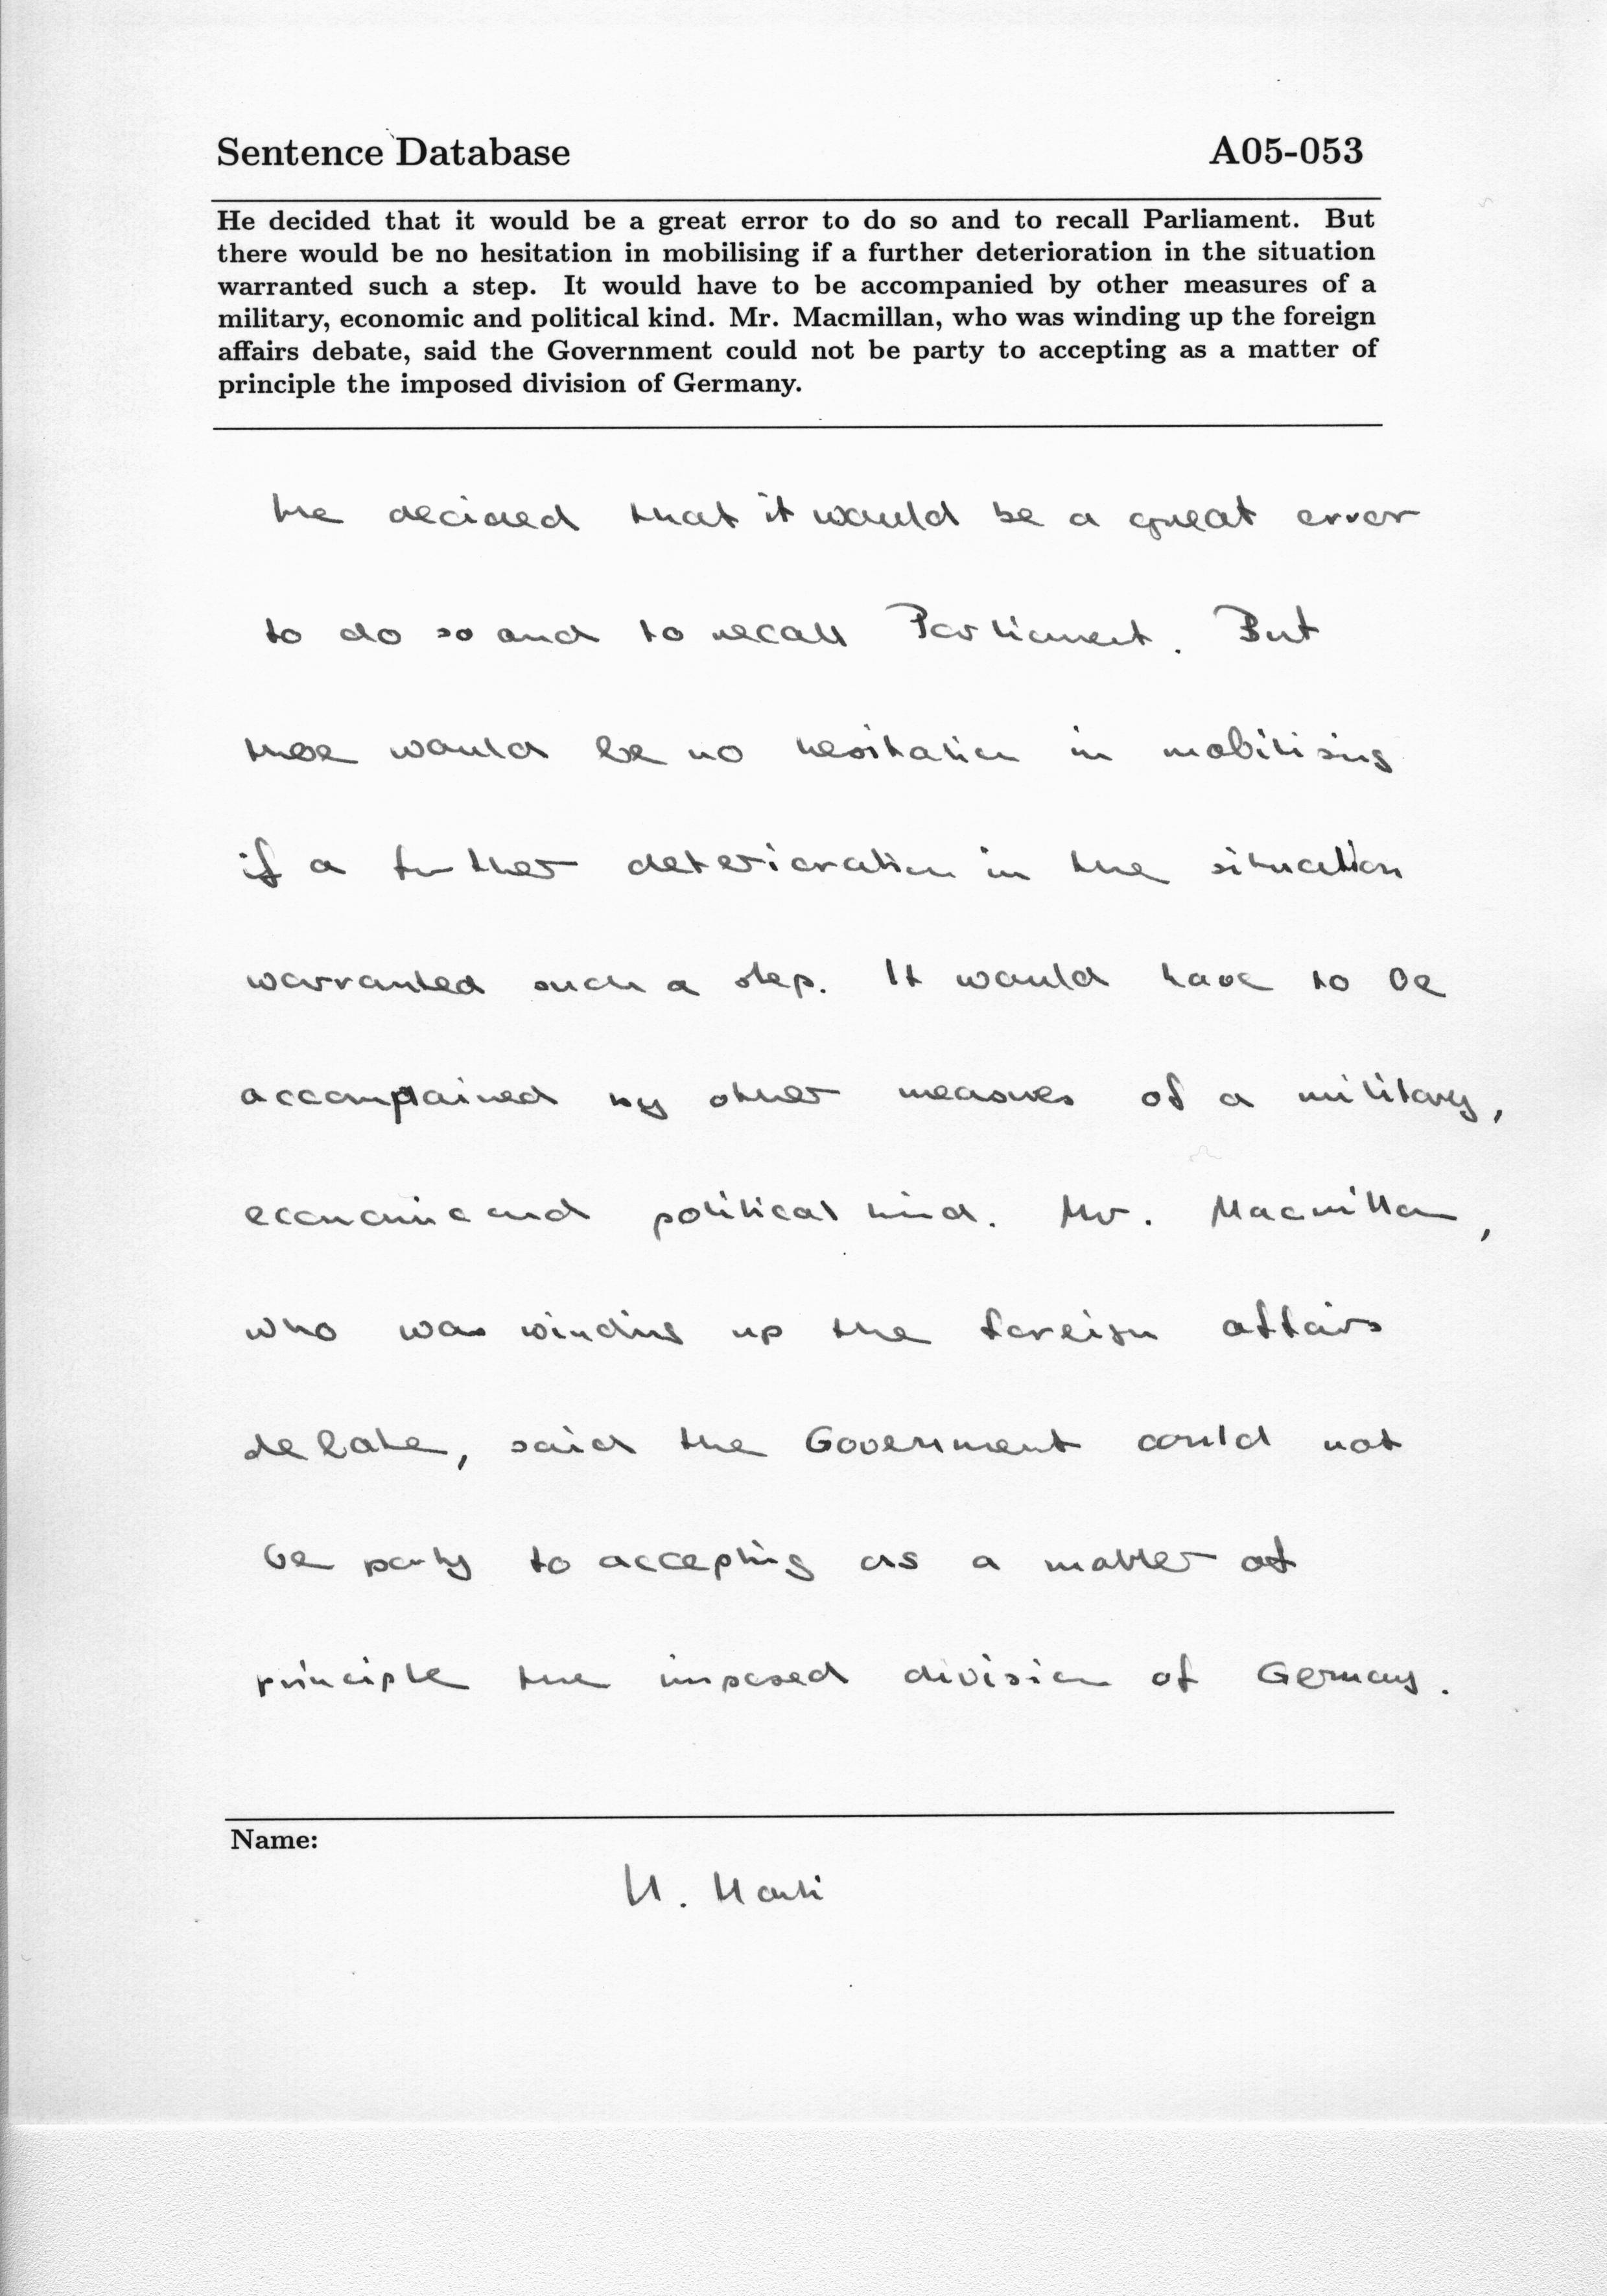 Sentence Database A05-053
He decided that it would be a great error to do so and to recall Parliament. But
there would be no hesitation in mobilising if a further deterioration in the situation
warranted such a step. It would have to be accompanied by other measures of a
military, economic and political kind. Mr. Macmillan, who was winding up the foreign
affairs debate, said the Government could not be party to accepting as a matter of
principle the imposed division of Germany.
He decided that it would be a great error
to do so and to recall Parliament. But
there would be no hesitation in mobilising
if a further deterioration in the situation
warranted such a step. It would have to be
accompained by other measures of a military,
economic and political kind. Mr. Macmillan,
who was winding up the foreign affairs
debate, said the Government could not
be party to accepting as a matter of
principle the imposed division of Germany.
Name:
U. Marti